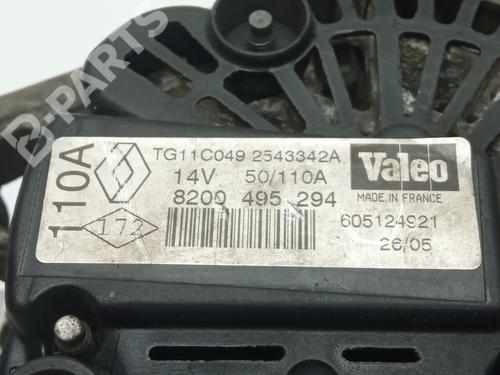 B-PARTS
110A
172
TG11C049 2543342A
14V 50/110A
8200 495 294
Valeo
MADE IN FRANCE
605124921
26/05